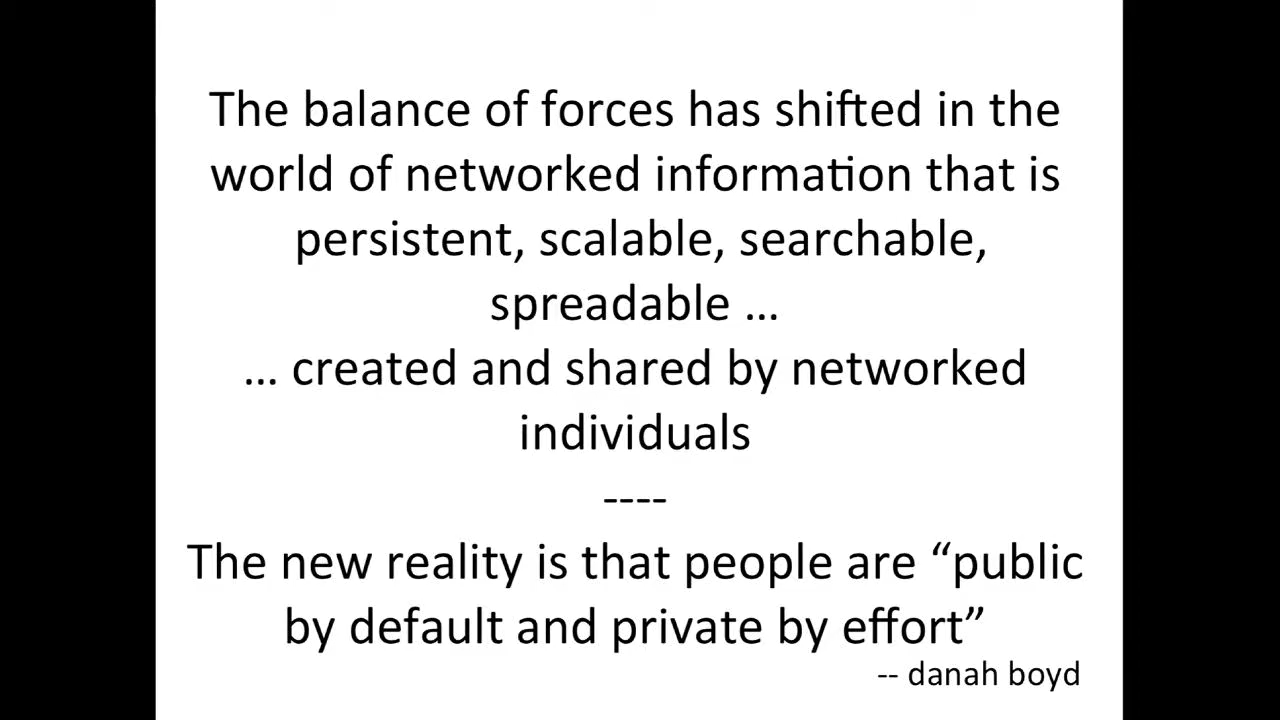 The balance of forces has shifted in the
world of networked information that is
persistent, scalable, searchable,
spreadable …
… created and shared by networked
individuals
----
The new reality is that people are “public
by default and private by effort”
-- danah boyd